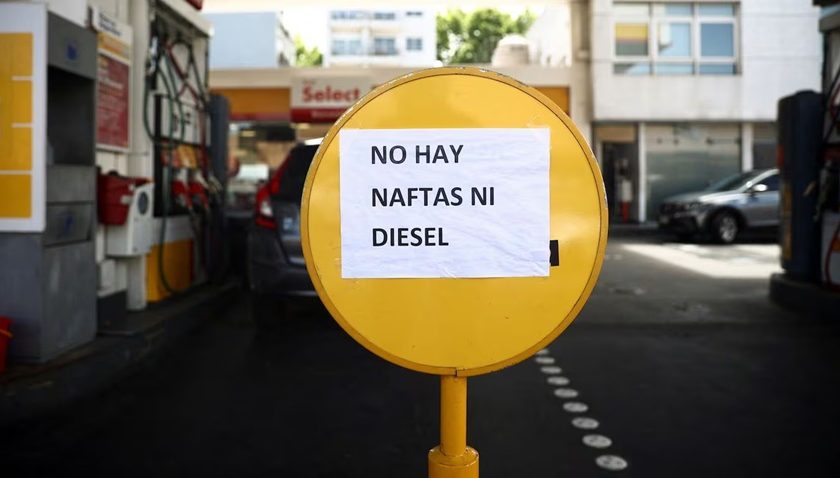 Select
NO HAY
NAFTAS NI
DIESEL